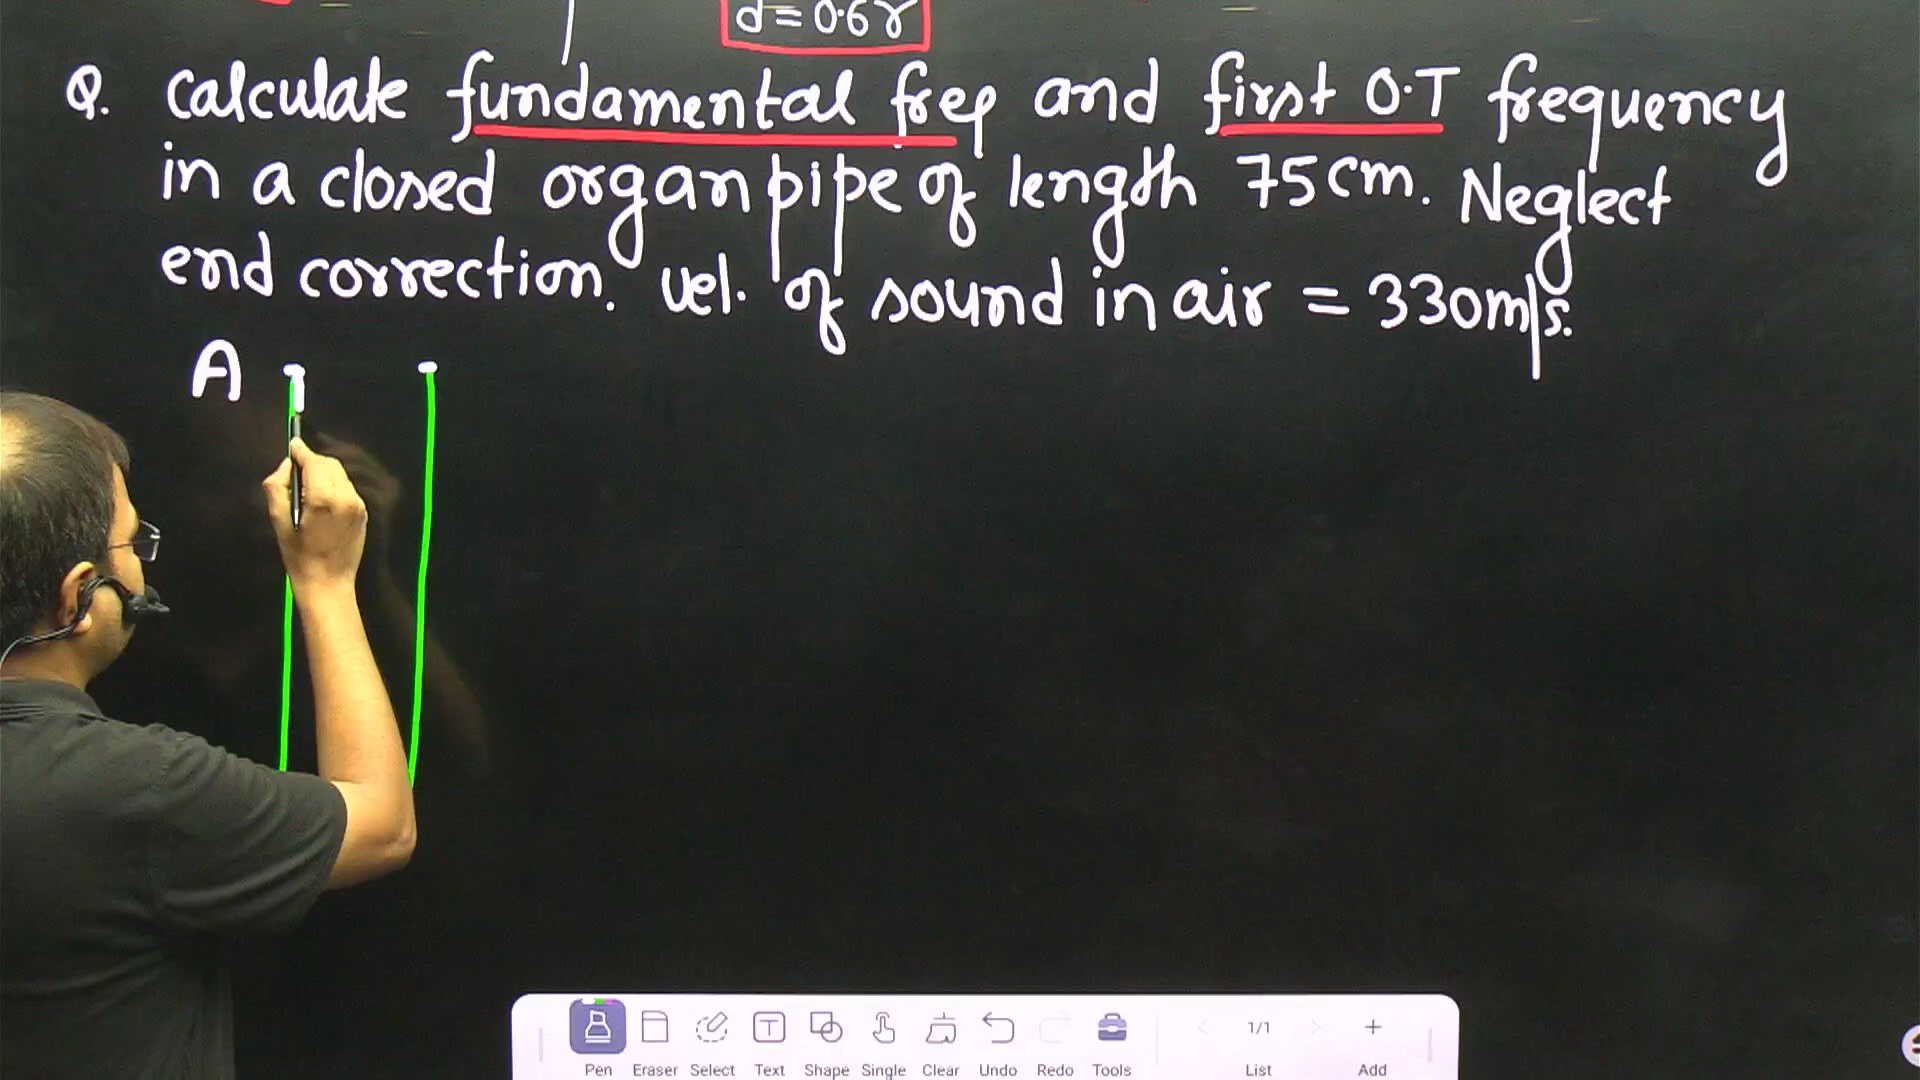 d = 0.6r
Q. Calculate fundamental freq and first O.T frequency
in a closed organ pipe of length 75cm. Neglect
end correction. Vel. of sound in air = 330m/s.
A
Pen Eraser Select Text Shape Single Clear Undo Redo Tools 1/1 List Add